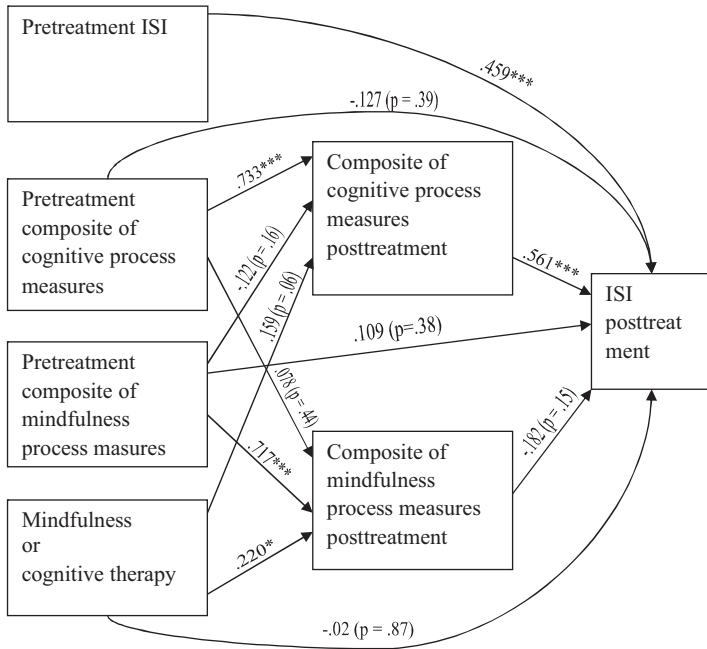 Pretreatment ISI
.459***
-.127 (p = .39)
Pretreatment
composite of
cognitive process
measures
.733***
Composite of
cognitive process
measures
posttreatment
-.122 (p = .16)
.159 (p = .06)
.561***
ISI
posttreat
ment
.109 (p=.38)
Pretreatment
composite of
mindfulness
process masures
.078 (p = .44)
.717***
Composite of
mindfulness
process measures
posttreatment
-.182 (p = .15)
Mindfulness
or
cognitive therapy
.220*
-.02 (p = .87)